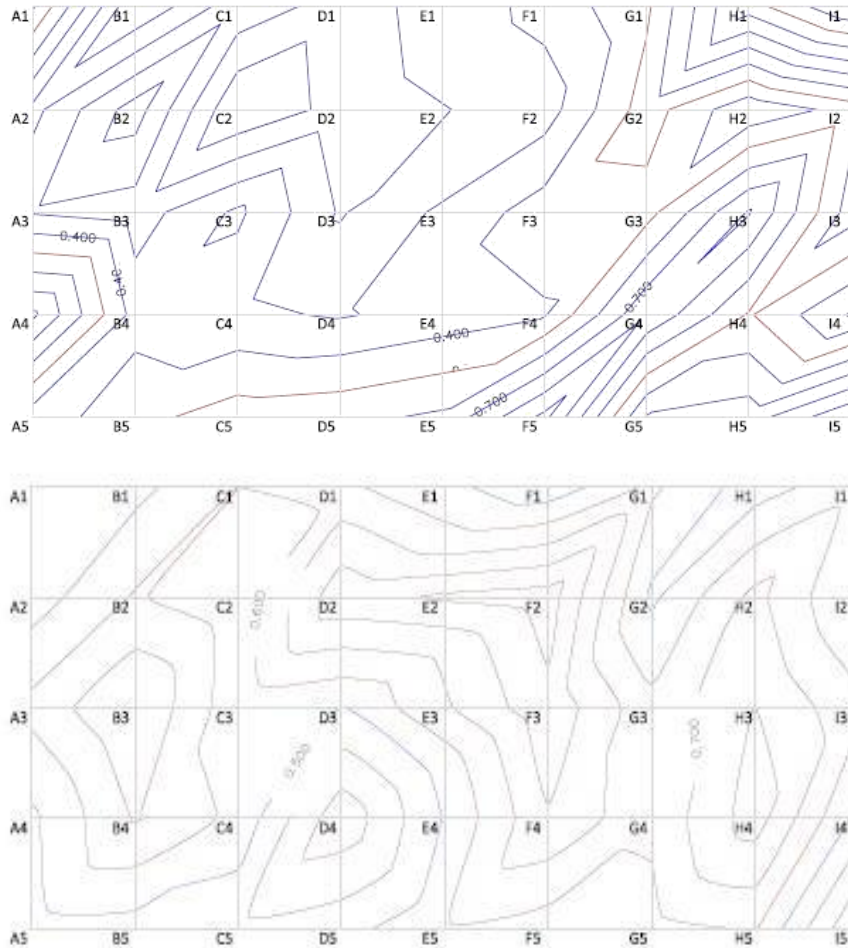 A1 B1 C1 D1 E1 F1 G1 H1 I1
A2 B2 C2 D2 E2 F2 G2 H2 I2
A3 B3 C3 D3 E3 F3 G3 H3 I3
0.400
0.700
A4 B4 C4 D4 E4 F4 G4 H4 I4
0.400
0.700
A5 B5 C5 D5 E5 F5 G5 H5 I5
A1 B1 C1 D1 E1 F1 G1 H1 I1
A2 B2 C2 D2 E2 F2 G2 H2 I2
A3 B3 C3 D3 E3 F3 G3 H3 I3
0.500
0.700
A4 B4 C4 D4 E4 F4 G4 H4 I4
A5 B5 C5 D5 E5 F5 G5 H5 I5